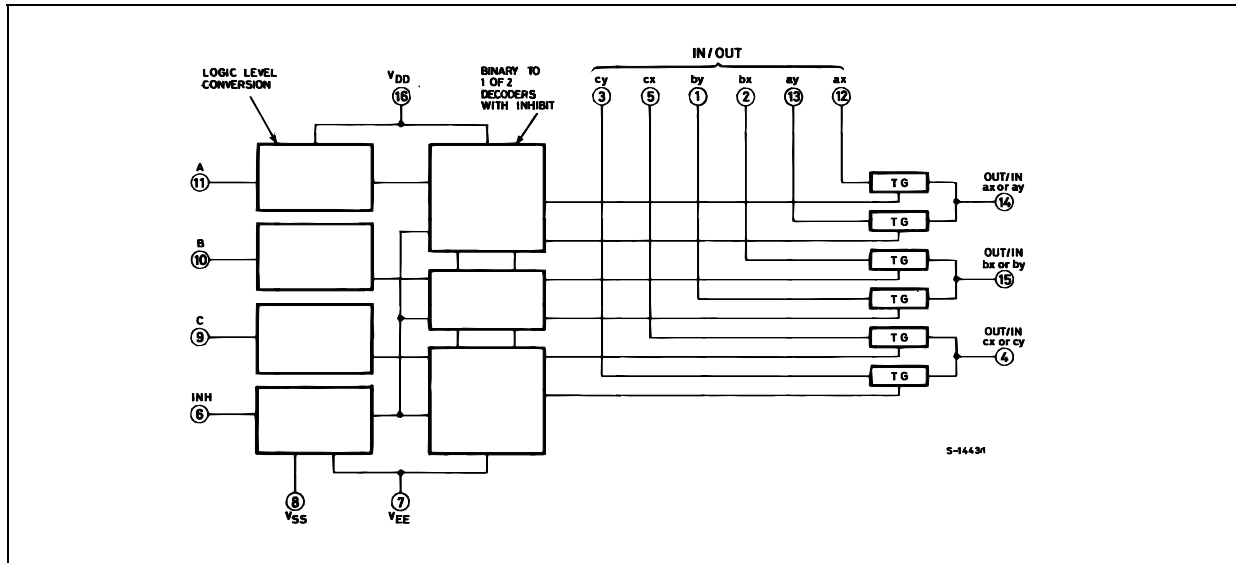 IN/OUT
LOGIC LEVEL
CONVERSION
VDD
16
BINARY TO
1 OF 2
DECODERS
WITH INHIBIT
cy
3
cx
5
by
1
bx
2
ay
13
ax
12
A
11
TG
OUT/IN
ax or ay
14
TG
B
10
TG
OUT/IN
bx or by
15
TG
C
9
TG
OUT/IN
cx or cy
4
TG
INH
6
S-1443/1
8
VSS
7
VEE